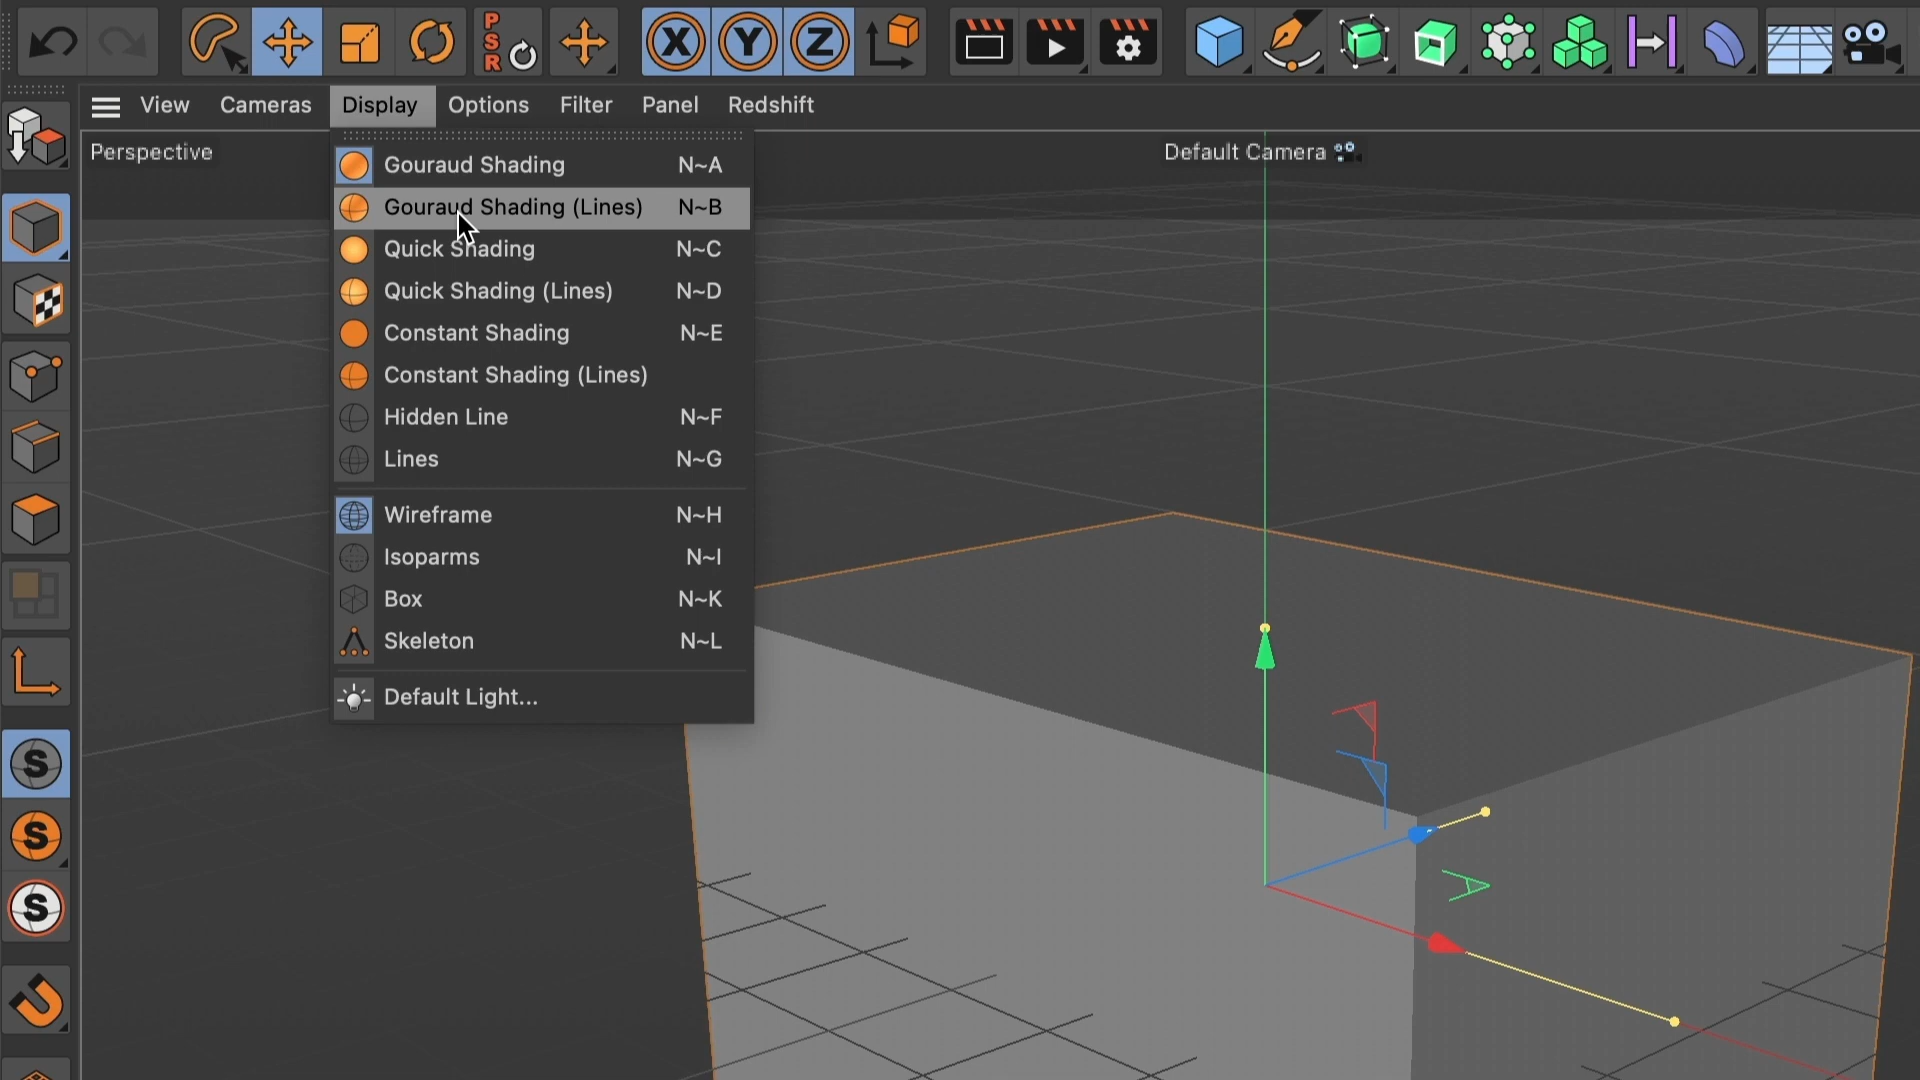 P
S
R
X
Y
Z
View Cameras Display Options Filter Panel Redshift
Perspective
Default Camera
Gouraud Shading N~A
Gouraud Shading (Lines) N~B
Quick Shading N~C
Quick Shading (Lines) N~D
Constant Shading N~E
Constant Shading (Lines)
Hidden Line N~F
Lines N~G
Wireframe N~H
Isoparms N~I
Box N~K
Skeleton N~L
Default Light...
S
S
S